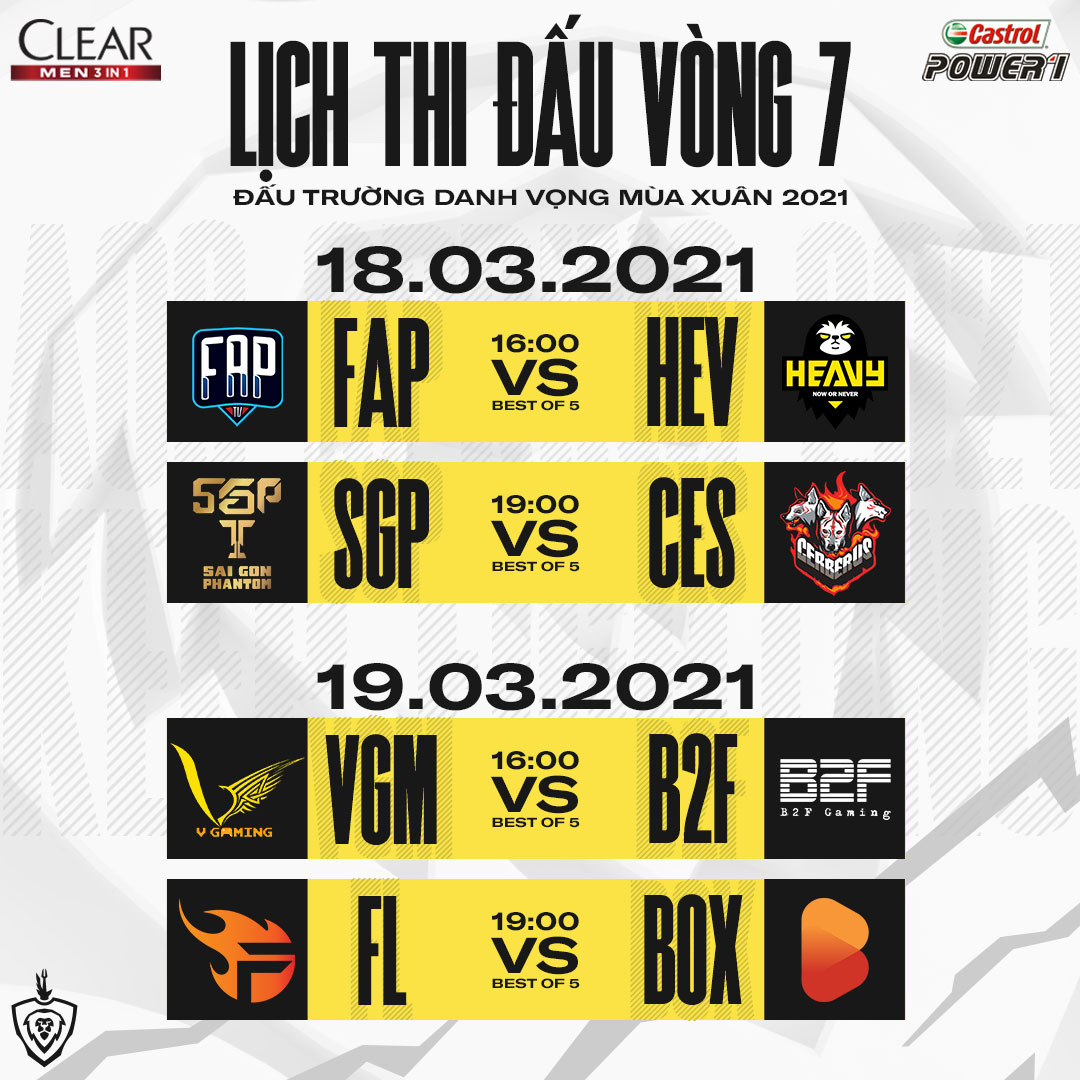 CLEAR
MEN 3 IN 1
Castrol
POWER1
LỊCH THI ĐẤU VÒNG 7
ĐẤU TRƯỜNG DANH VỌNG MÙA XUÂN 2021
18.03.2021
FAP
TV
FAP
16:00
VS
BEST OF 5
HEV
HEAVY
NOW OR NEVER
SGP
SAI GON
PHANTOM
SGP
19:00
VS
BEST OF 5
CES
CERBERUS
19.03.2021
V GAMING
VGM
16:00
VS
BEST OF 5
B2F
B2F
B2F Gaming
FL
19:00
VS
BEST OF 5
BOX